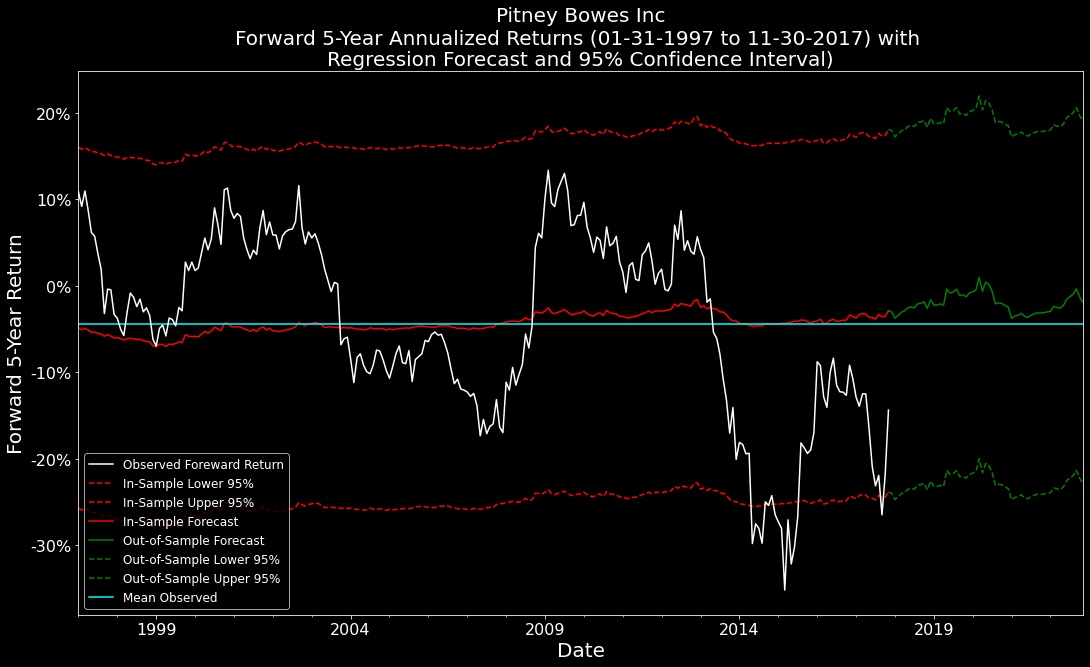 Pitney Bowes Inc
Forward 5-Year Annualized Returns (01-31-1997 to 11-30-2017) with
Regression Forecast and 95% Confidence Interval)
20%
10%
0%
-10%
-20%
-30%
Forward 5-Year Return
Observed Foreward Return
In-Sample Lower 95%
In-Sample Upper 95%
In-Sample Forecast
Out-of-Sample Forecast
Out-of-Sample Lower 95%
Out-of-Sample Upper 95%
Mean Observed
1999
2004
2009
2014
2019
Date